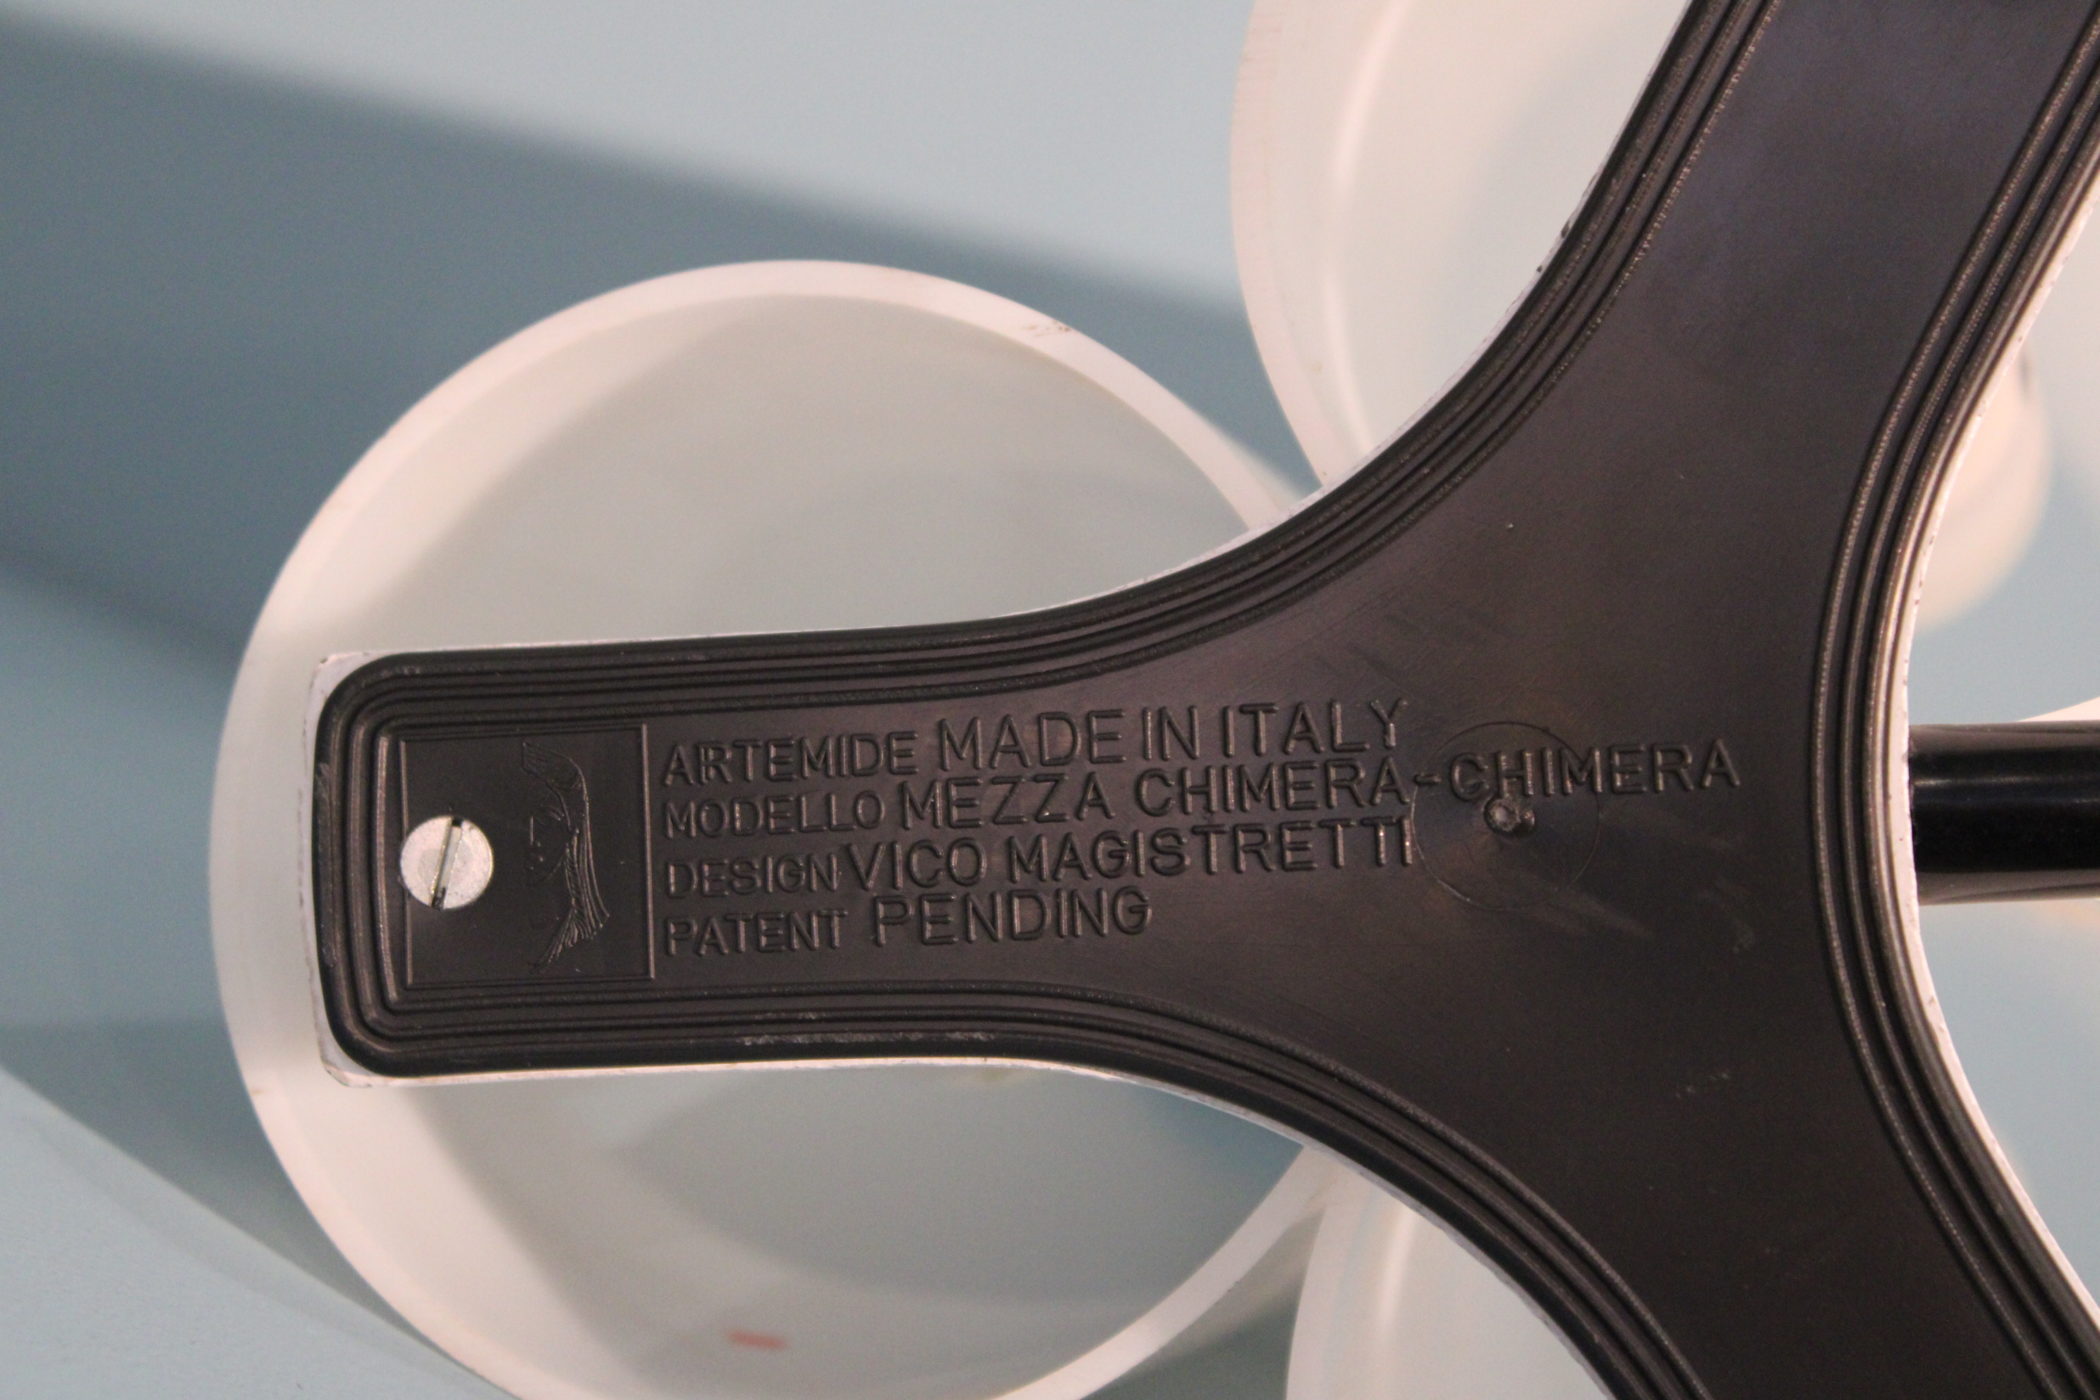 ARTEMIDE MADE IN ITALY
MODELLO MEZZA CHIMERA-CHIMERA
DESIGN VICO MAGISTRETTI
PATENT PENDING